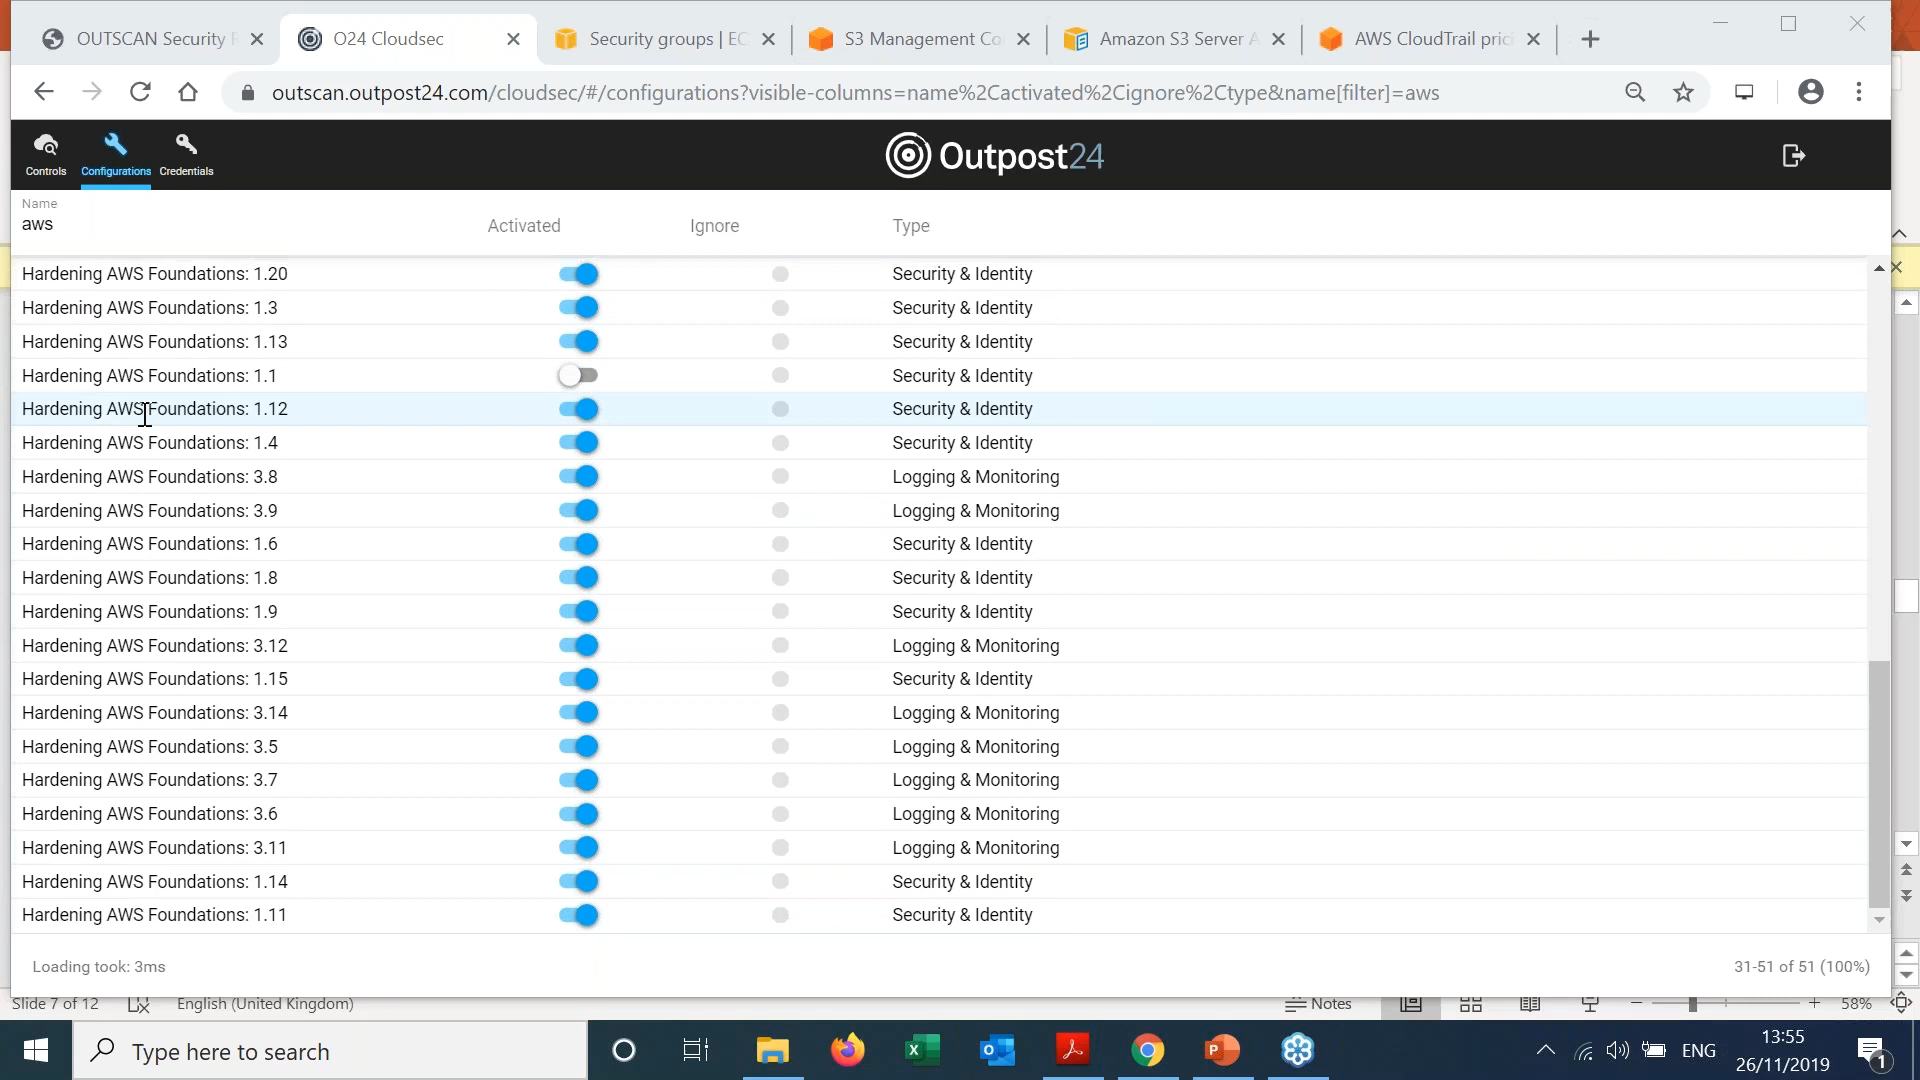 OUTSCAN Security
O24 Cloudsec
Security groups | EC
S3 Management Co
Amazon S3 Server A
AWS CloudTrail prici
outscan.outpost24.com/cloudsec/#/configurations?visible-columns=name%2Cactivated%2Cignore%2Ctype&name[filter]=aws
Controls
Configurations
Credentials
Outpost24
Name
aws
Activated
Ignore
Type
Hardening AWS Foundations: 1.20 Security & Identity
Hardening AWS Foundations: 1.3 Security & Identity
Hardening AWS Foundations: 1.13 Security & Identity
Hardening AWS Foundations: 1.1 Security & Identity
Hardening AWS Foundations: 1.12 Security & Identity
Hardening AWS Foundations: 1.4 Security & Identity
Hardening AWS Foundations: 3.8 Logging & Monitoring
Hardening AWS Foundations: 3.9 Logging & Monitoring
Hardening AWS Foundations: 1.6 Security & Identity
Hardening AWS Foundations: 1.8 Security & Identity
Hardening AWS Foundations: 1.9 Security & Identity
Hardening AWS Foundations: 3.12 Logging & Monitoring
Hardening AWS Foundations: 1.15 Security & Identity
Hardening AWS Foundations: 3.14 Logging & Monitoring
Hardening AWS Foundations: 3.5 Logging & Monitoring
Hardening AWS Foundations: 3.7 Logging & Monitoring
Hardening AWS Foundations: 3.6 Logging & Monitoring
Hardening AWS Foundations: 3.11 Logging & Monitoring
Hardening AWS Foundations: 1.14 Security & Identity
Hardening AWS Foundations: 1.11 Security & Identity
Loading took: 3ms
31-51 of 51 (100%)
Slide 7 of 12
English (United Kingdom)
Notes
58%
Type here to search
ENG
13:55
26/11/2019
1